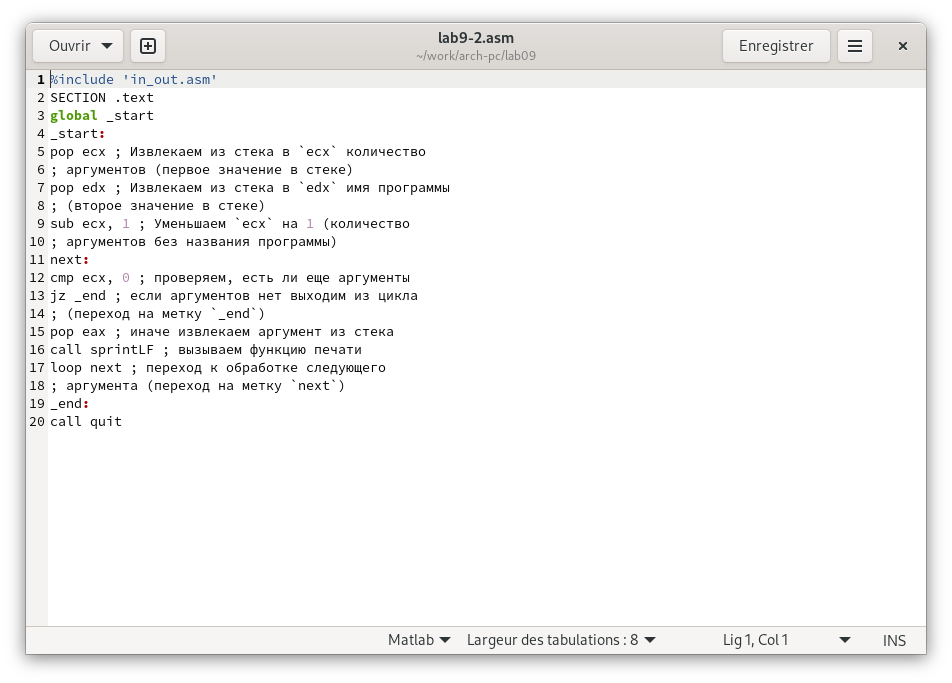 Ouvrir
lab9-2.asm
~/work/arch-pc/lab09
Enregistrer
1 %include 'in_out.asm'
2 SECTION .text
3 global _start
4 _start:
5 pop ecx ; Извлекаем из стека в `ecx` количество
6 ; аргументов (первое значение в стеке)
7 pop edx ; Извлекаем из стека в `edx` имя программы
8 ; (второе значение в стеке)
9 sub ecx, 1 ; Уменьшаем `ecx` на 1 (количество
10 ; аргументов без названия программы)
11 next:
12 cmp ecx, 0 ; проверяем, есть ли еще аргументы
13 jz _end ; если аргументов нет выходим из цикла
14 ; (переход на метку `_end`)
15 pop eax ; иначе извлекаем аргумент из стека
16 call sprintLF ; вызываем функцию печати
17 loop next ; переход к обработке следующего
18 ; аргумента (переход на метку `next`)
19 _end:
20 call quit
Matlab Largeur des tabulations : 8 Lig 1, Col 1 INS